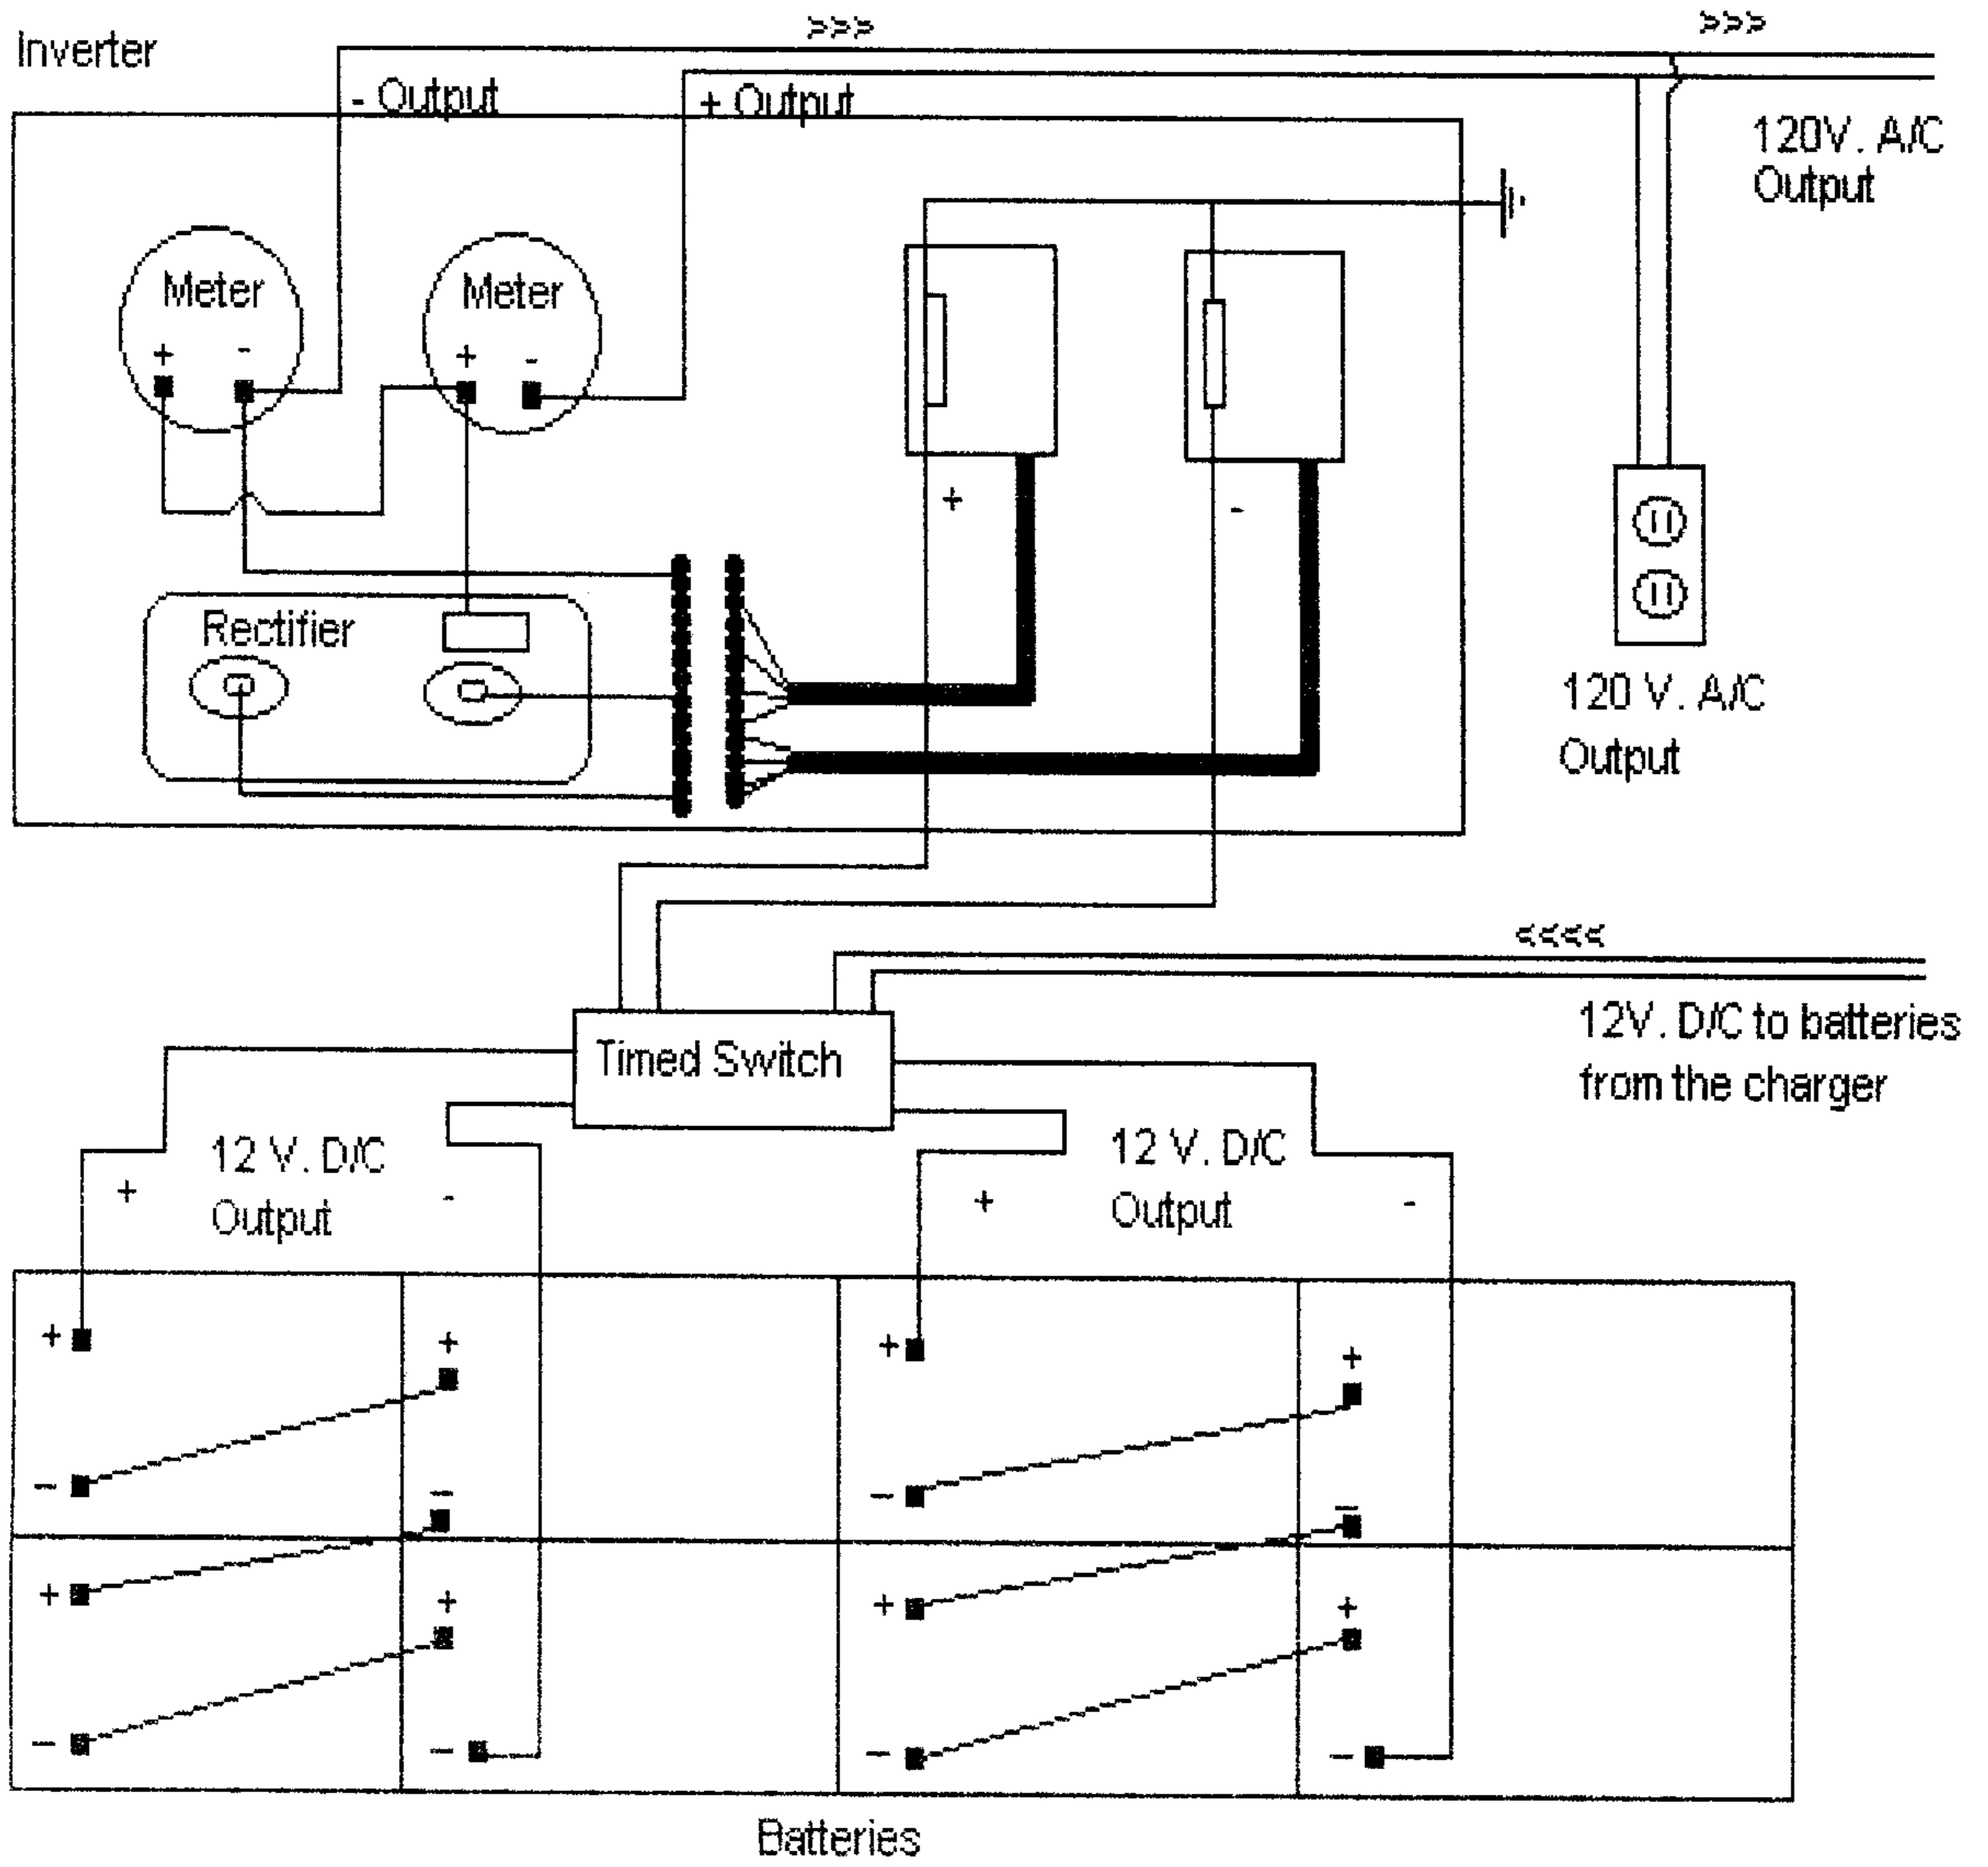 >>>
>>>
Inverter
- Output
+ Output
120V. A/C
Output
Meter
Meter
+ -
+ -
+
-
Rectifier
120 V. A/C
Output
<<<<
12V. D/C to batteries
from the charger
Timed Switch
12 V. D/C
Output
+
-
12 V. D/C
Output
+
-
+
+
+
+
-
-
-
-
+
+
+
+
-
-
-
-
Batteries